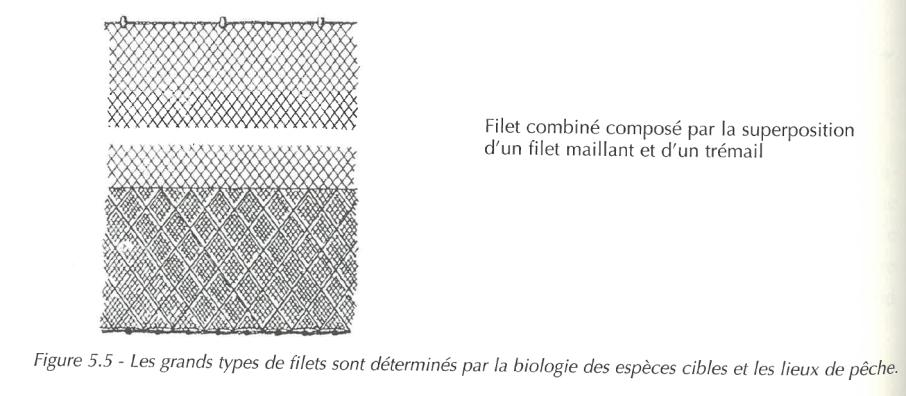 Filet combiné composé par la superposition
d'un filet maillant et d'un trémail
Figure 5.5 - Les grands types de filets sont déterminés par la biologie des espèces cibles et les lieux de pêche.